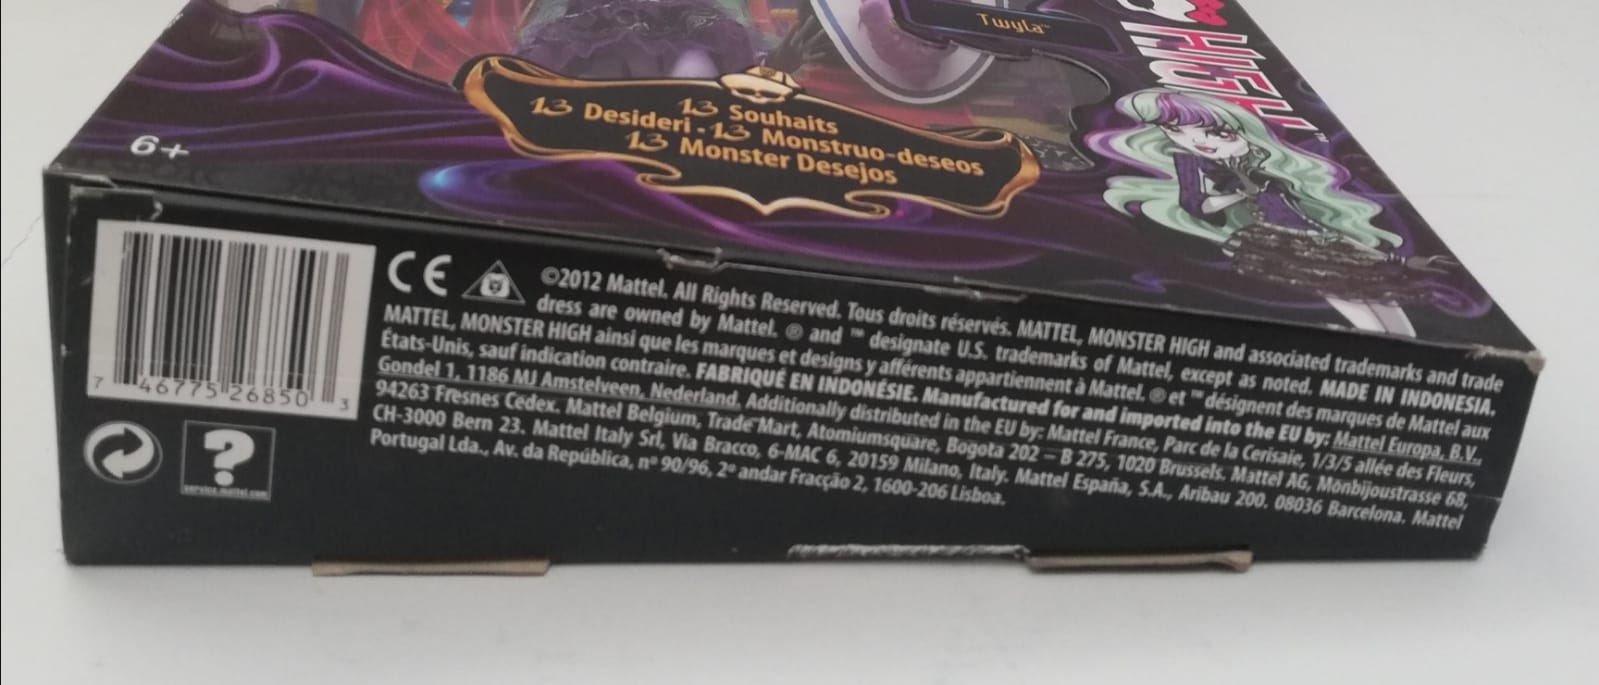 Twyla™
HIGH
6+
13 Souhaits
13 Desideri - 13 Monstruo-deseos
13 Monster Desejos
CE
©2012 Mattel. All Rights Reserved. Tous droits réservés. MATTEL, MONSTER HIGH and associated trademarks and trade
dress are owned by Mattel. ® and ™ designate U.S. trademarks of Mattel, except as noted. MADE IN INDONESIA.
MATTEL, MONSTER HIGH ainsi que les marques et designs y afférents appartiennent à Mattel. ® et ™ désignent des marques de Mattel aux
États-Unis, sauf indication contraire. FABRIQUÉ EN INDONÉSIE. Manufactured for and imported into the EU by: Mattel Europa, B.V.,
Gondel 1, 1186 MJ Amstelveen, Nederland. Additionally distributed in the EU by: Mattel France, Parc de la Cerisaie, 1/3/5 allée des Fleurs,
94263 Fresnes Cedex. Mattel Belgium, Trade Mart, Atomiumsquare, Bogota 202 – B 275, 1020 Brussels. Mattel AG, Monbijoustrasse 68,
CH-3000 Bern 23. Mattel Italy Srl, Via Bracco, 6-MAC 6, 20159 Milano, Italy. Mattel España, S.A., Aribau 200. 08036 Barcelona. Mattel
Portugal Lda., Av. da República, nº 90/96, 2º andar Fracção 2, 1600-206 Lisboa.
7 46775 26850 3
?
service.mattel.com